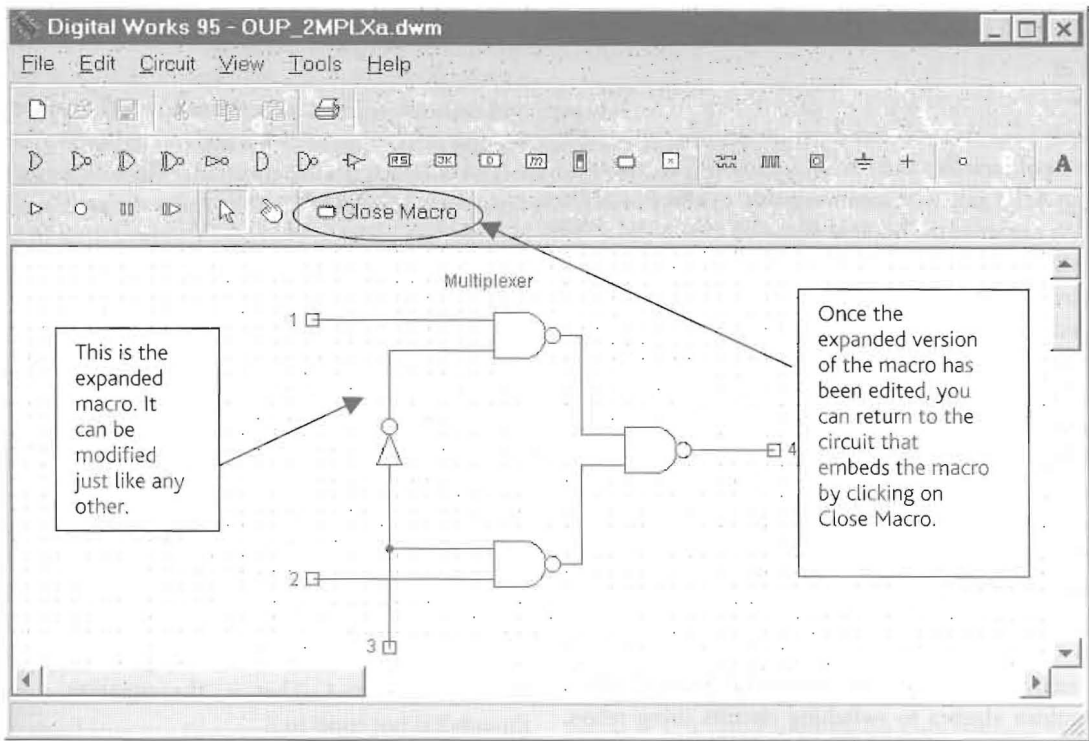 Digital Works 95 - OUP_2MPLXa.dwm
File Edit Circuit View Tools Help
RS JK D m
A
Close Macro
Multiplexer
1
This is the
expanded
macro. It
can be
modified
just like any
other.
Once the
expanded version
of the macro has
been edited, you
can return to the
circuit that
embeds the macro
by clicking on
Close Macro.
4
2
3